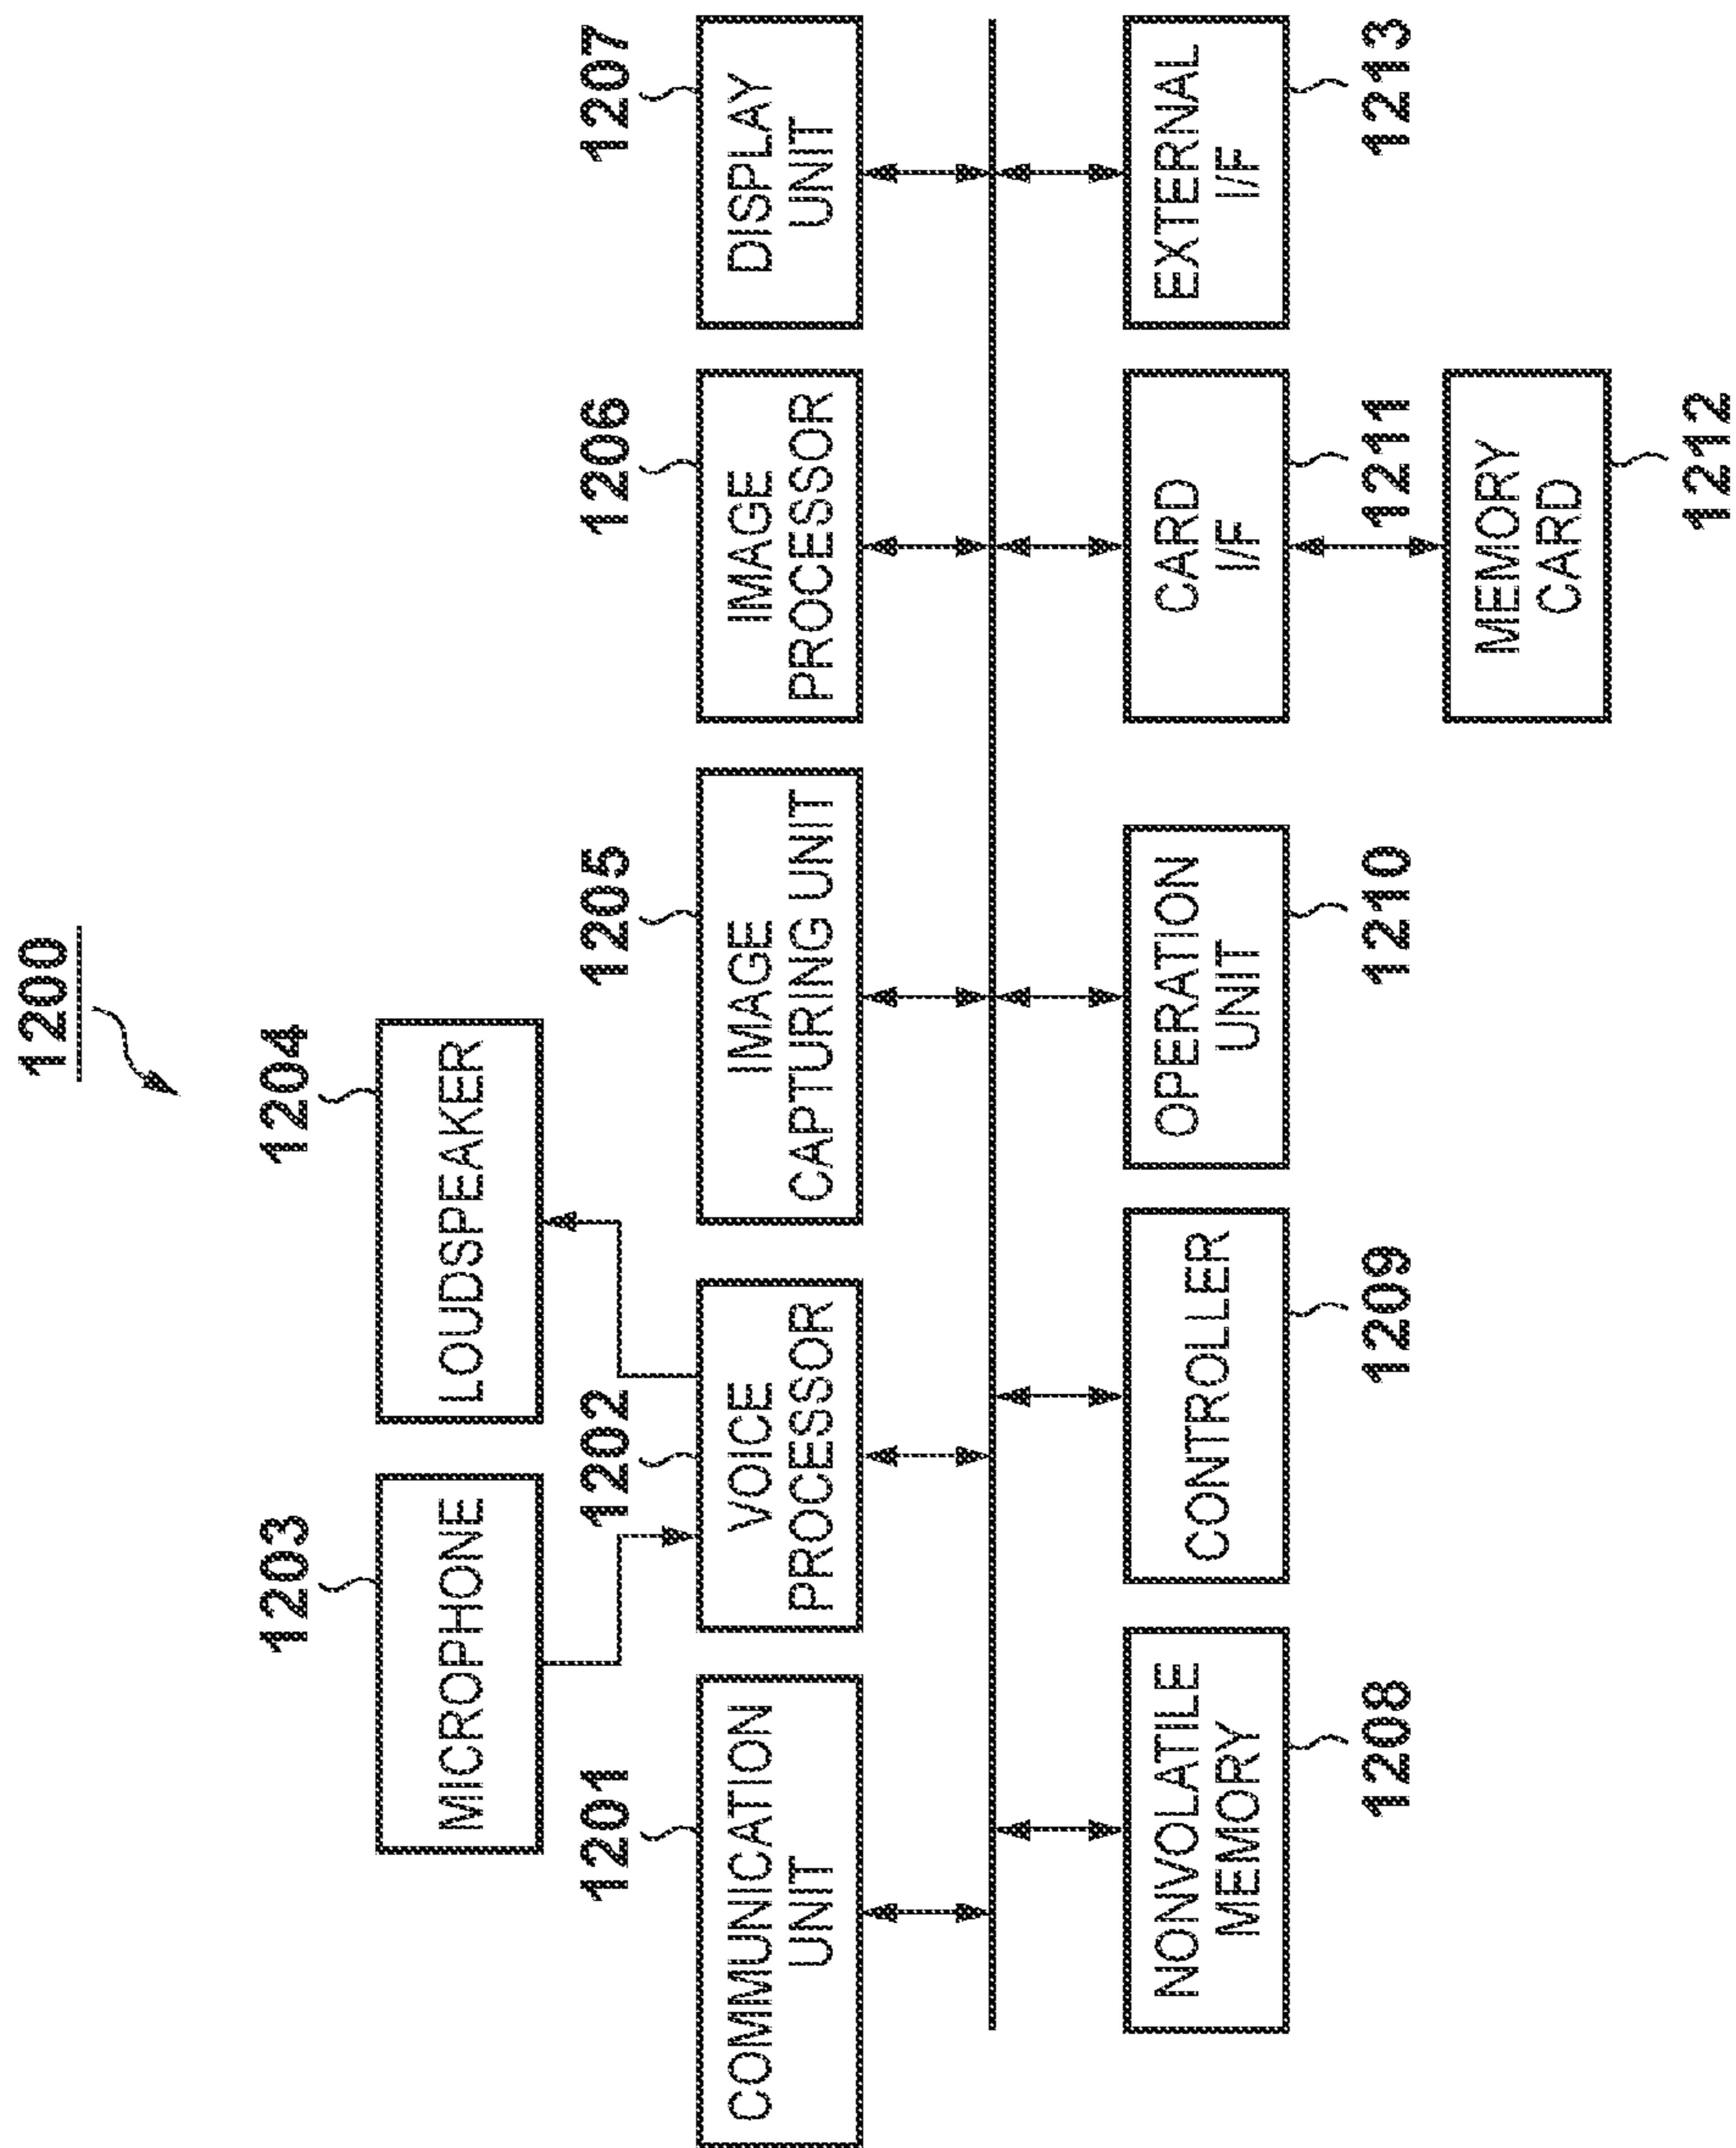 1200
1203
MICROPHONE
1204
LOUDSPEAKER
1201
COMMUNICATION
UNIT
1202
VOICE
PROCESSOR
1205
IMAGE
CAPTURING UNIT
1206
IMAGE
PROCESSOR
1207
DISPLAY
UNIT
NONVOLATILE
MEMORY
1208
CONTROLLER
1209
OPERATION
UNIT
1210
CARD
I/F
1211
EXTERNAL
I/F
1213
MEMORY
CARD
1212